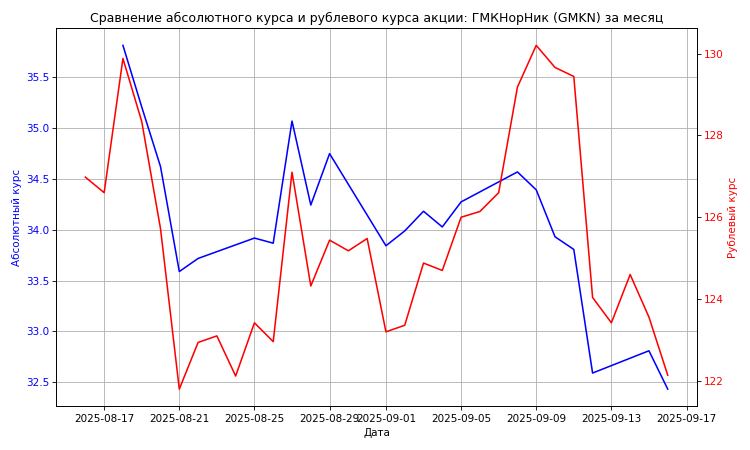 Сравнение абсолютного курса и рублевого курса акции: ГМКНорНик (GMKN) за месяц
35.5
35.0
34.5
34.0
33.5
33.0
32.5
Абсолютный курс
130
128
126
124
122
Рублевый курс
2025-08-17 2025-08-21 2025-08-25 2025-08-29 2025-09-01 2025-09-05 2025-09-09 2025-09-13 2025-09-17
Дата